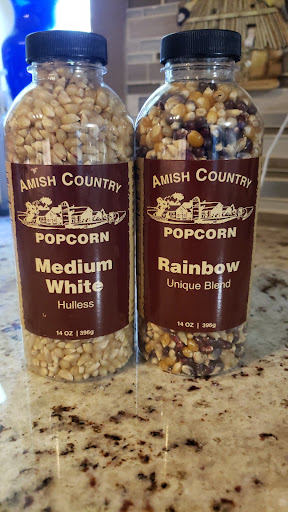 AMISH COUNTRY
POPCORN
Medium
White
Hulless
14 OZ | 396g
AMISH COUNTRY
POPCORN
Rainbow
Unique Blend
14 OZ | 396g